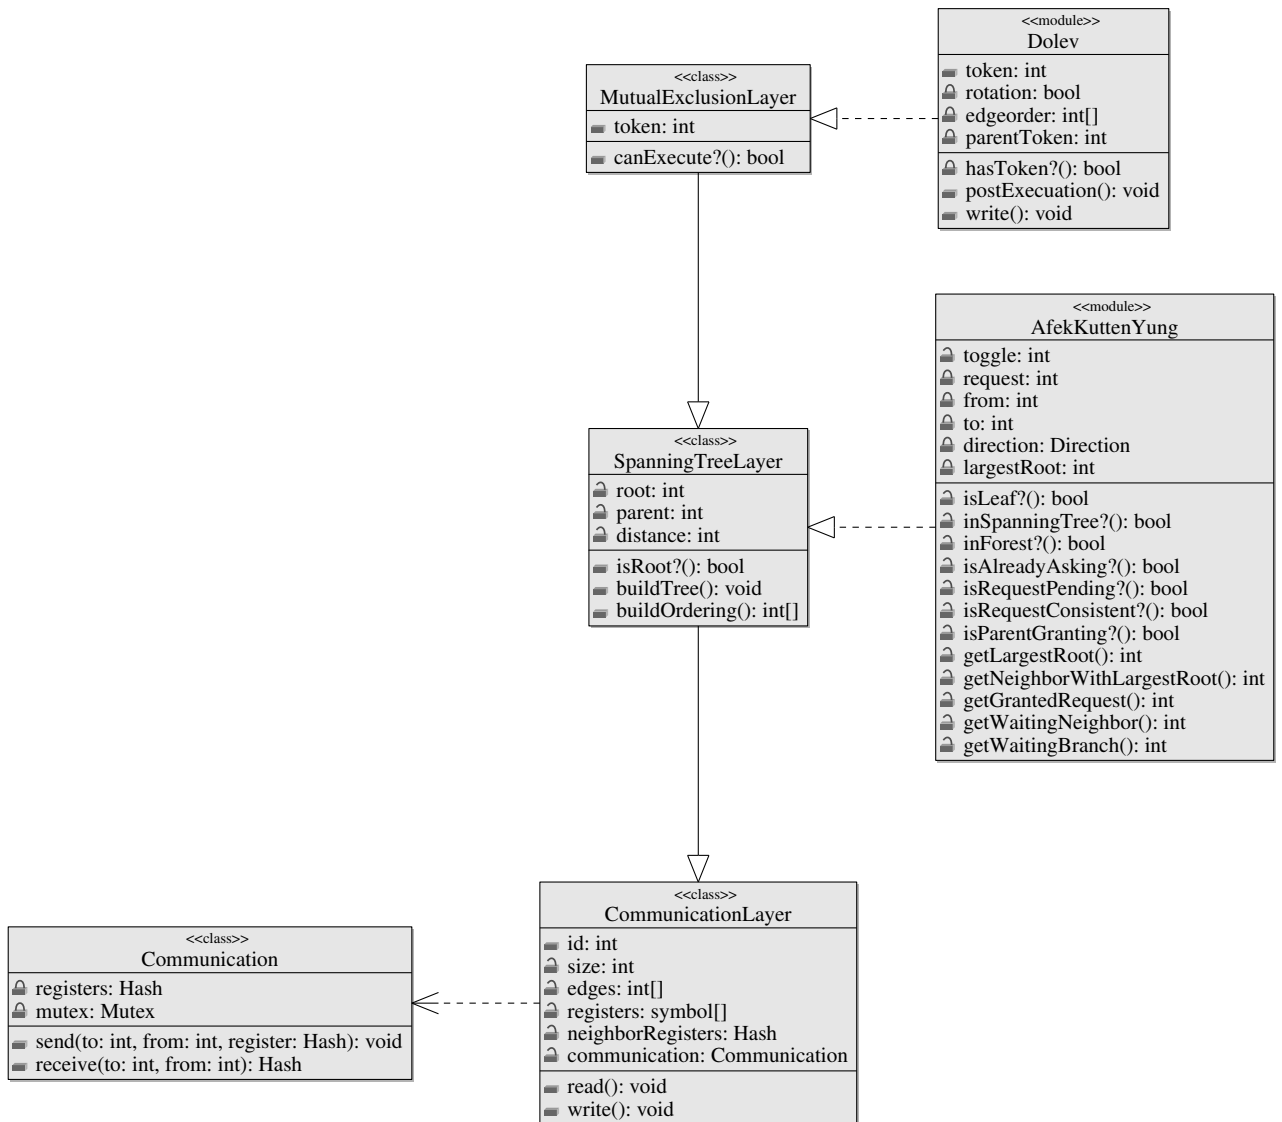 <<module>>
Dolev
token: int
rotation: bool
edgeorder: int[]
parentToken: int
hasToken?(): bool
postExecuation(): void
write(): void
<<class>>
MutualExclusionLayer
token: int
canExecute?(): bool
<<module>>
AfekKuttenYung
toggle: int
request: int
from: int
to: int
direction: Direction
largestRoot: int
isLeaf?(): bool
inSpanningTree?(): bool
inForest?(): bool
isAlreadyAsking?(): bool
isRequestPending?(): bool
isRequestConsistent?(): bool
isParentGranting?(): bool
getLargestRoot(): int
getNeighborWithLargestRoot(): int
getGrantedRequest(): int
getWaitingNeighbor(): int
getWaitingBranch(): int
<<class>>
SpanningTreeLayer
root: int
parent: int
distance: int
isRoot?(): bool
buildTree(): void
buildOrdering(): int[]
<<class>>
CommunicationLayer
id: int
size: int
edges: int[]
registers: symbol[]
neighborRegisters: Hash
communication: Communication
read(): void
write(): void
<<class>>
Communication
registers: Hash
mutex: Mutex
send(to: int, from: int, register: Hash): void
receive(to: int, from: int): Hash